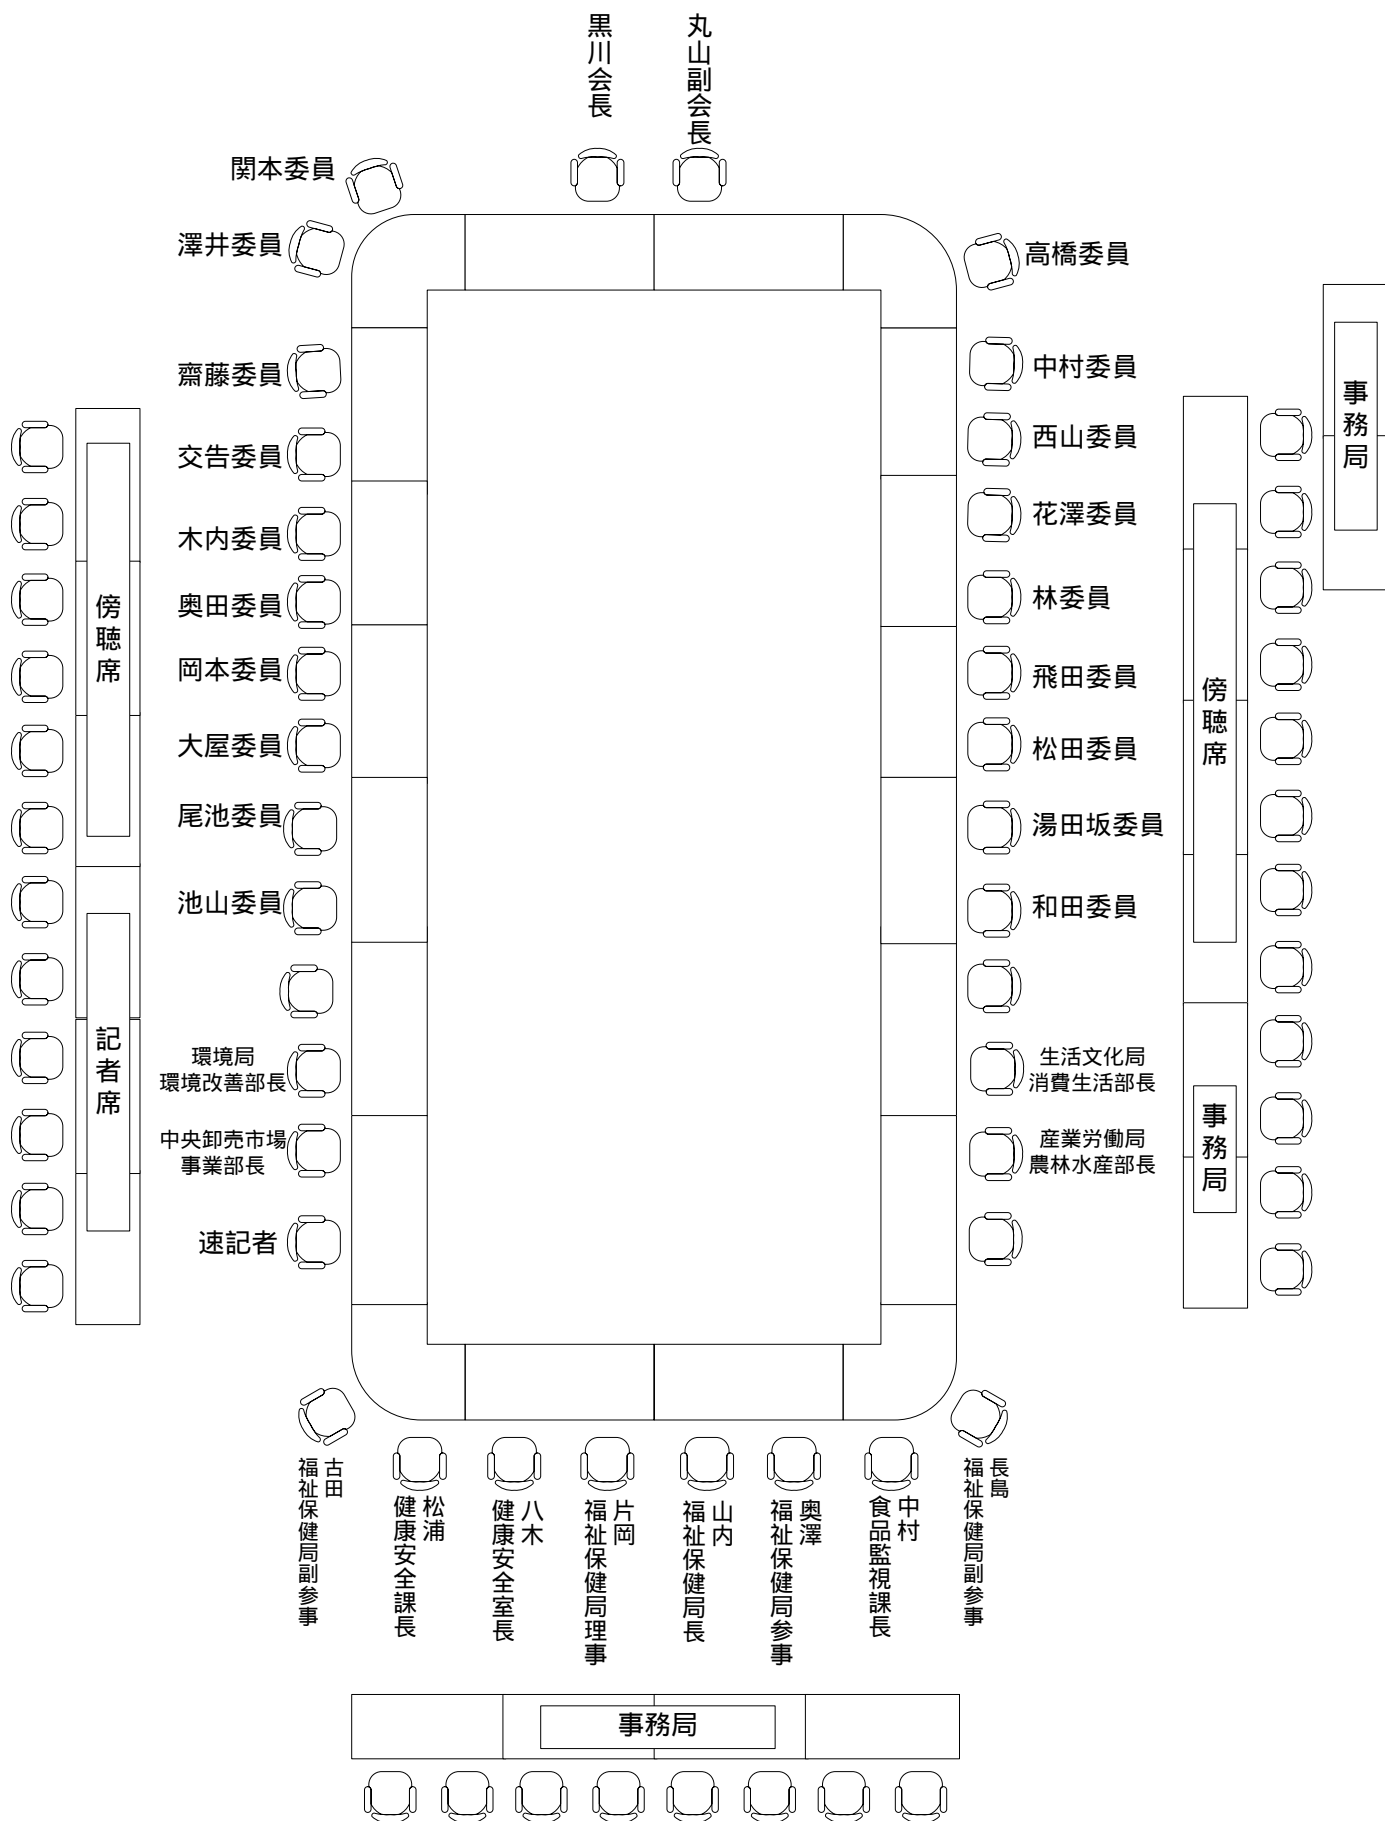 黒川会長
丸山副会長
関本委員
澤井委員
齋藤委員
交告委員
木内委員
奥田委員
岡本委員
大屋委員
尾池委員
池山委員
環境局
環境改善部長
中央卸売市場
事業部長
速記者
高橋委員
中村委員
西山委員
花澤委員
林委員
飛田委員
松田委員
湯田坂委員
和田委員
生活文化局
消費生活部長
産業労働局
農林水産部長
傍聴席
記者席
事務局
傍聴席
事務局
古田
福祉保健局副参事
松浦
健康安全課長
八木
健康安全室長
片岡
福祉保健局理事
山内
福祉保健局長
奥澤
福祉保健局参事
中村
食品監視課長
長島
福祉保健局副参事
事務局